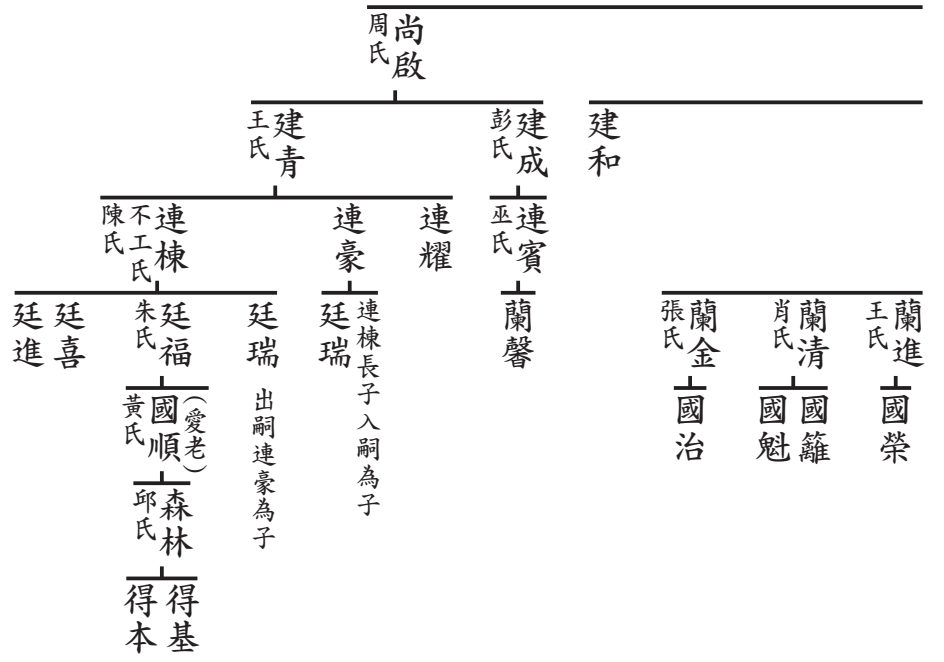 尚啟
周氏
建和
建成
彭氏
建青
王氏
連賓
巫氏
連耀
連豪
連棟
不工氏
陳氏
蘭進
王氏
蘭清
肖氏
蘭金
張氏
蘭馨
廷瑞
連棟長子入嗣為子
廷瑞
出嗣連豪為子
廷福
朱氏
廷喜
廷進
國榮
國籬
國魁
國治
國順
(愛老)
黃氏
森林
邱氏
得基
得本